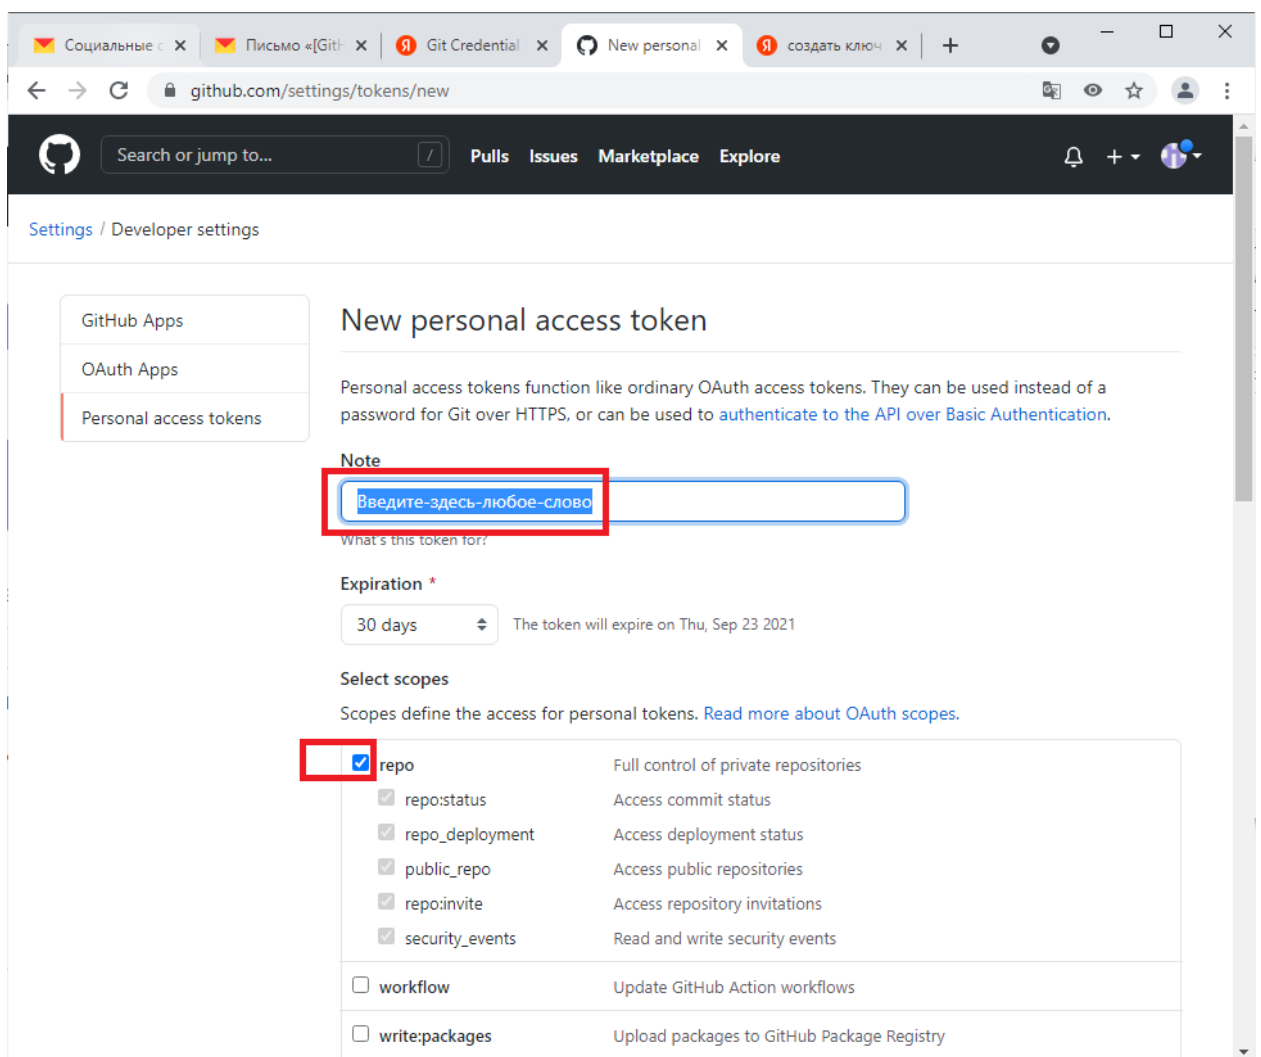 Социальные с
Письмо «[Git
Git Credential
New personal
создать ключ
github.com/settings/tokens/new
Search or jump to... /
Pulls Issues Marketplace Explore
Settings / Developer settings
GitHub Apps
OAuth Apps
Personal access tokens
New personal access token
Personal access tokens function like ordinary OAuth access tokens. They can be used instead of a
password for Git over HTTPS, or can be used to authenticate to the API over Basic Authentication.
Note
Введите-здесь-любое-слово
What's this token for?
Expiration *
30 days The token will expire on Thu, Sep 23 2021
Select scopes
Scopes define the access for personal tokens. Read more about OAuth scopes.
repo Full control of private repositories
repo:status Access commit status
repo_deployment Access deployment status
public_repo Access public repositories
repo:invite Access repository invitations
security_events Read and write security events
workflow Update GitHub Action workflows
write:packages Upload packages to GitHub Package Registry